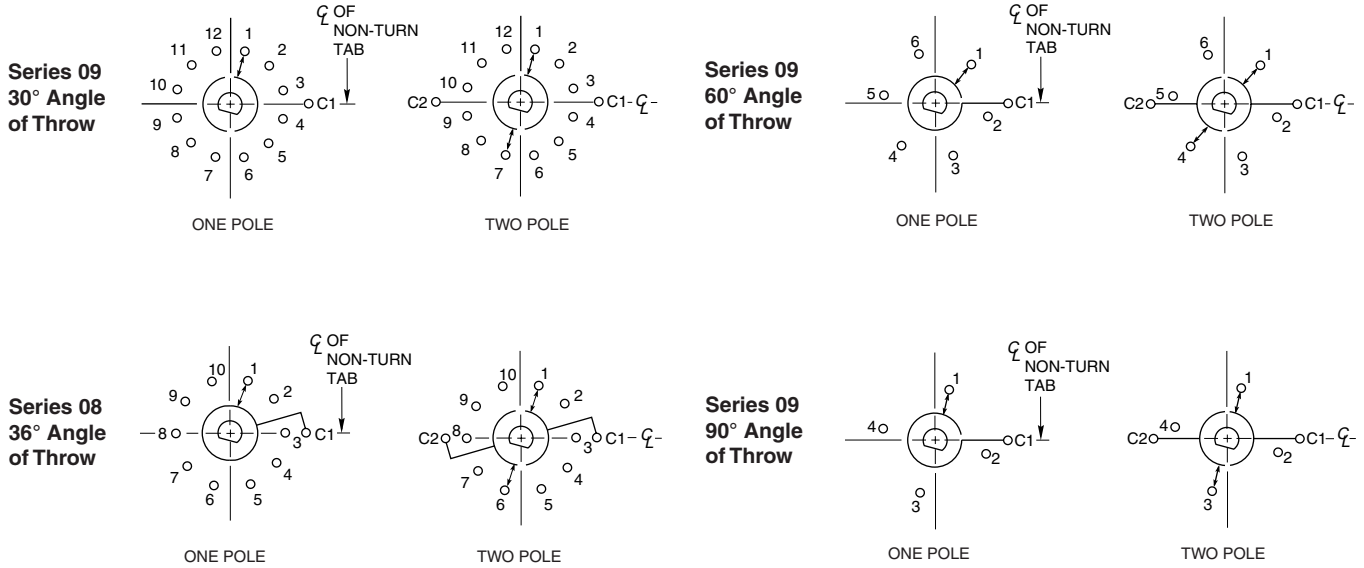 Series 09
30° Angle
of Throw
12
1
11
2
10
3
C1
9
4
8
5
7
6
℄ OF
NON-TURN
TAB
ONE POLE
12
1
11
2
10
3
C2
C1-℄-
9
4
8
5
7
6
TWO POLE
Series 09
60° Angle
of Throw
6
1
5
C1
2
4
3
℄ OF
NON-TURN
TAB
ONE POLE
6
1
C2
5
C1-℄-
2
4
3
TWO POLE
Series 08
36° Angle
of Throw
10
1
9
2
8
3
C1
7
4
6
5
℄ OF
NON-TURN
TAB
ONE POLE
10
1
9
2
C2
8
3
C1-℄-
7
4
6
5
TWO POLE
Series 09
90° Angle
of Throw
1
4
C1
2
3
℄ OF
NON-TURN
TAB
ONE POLE
1
4
C2
C1-℄-
2
3
TWO POLE